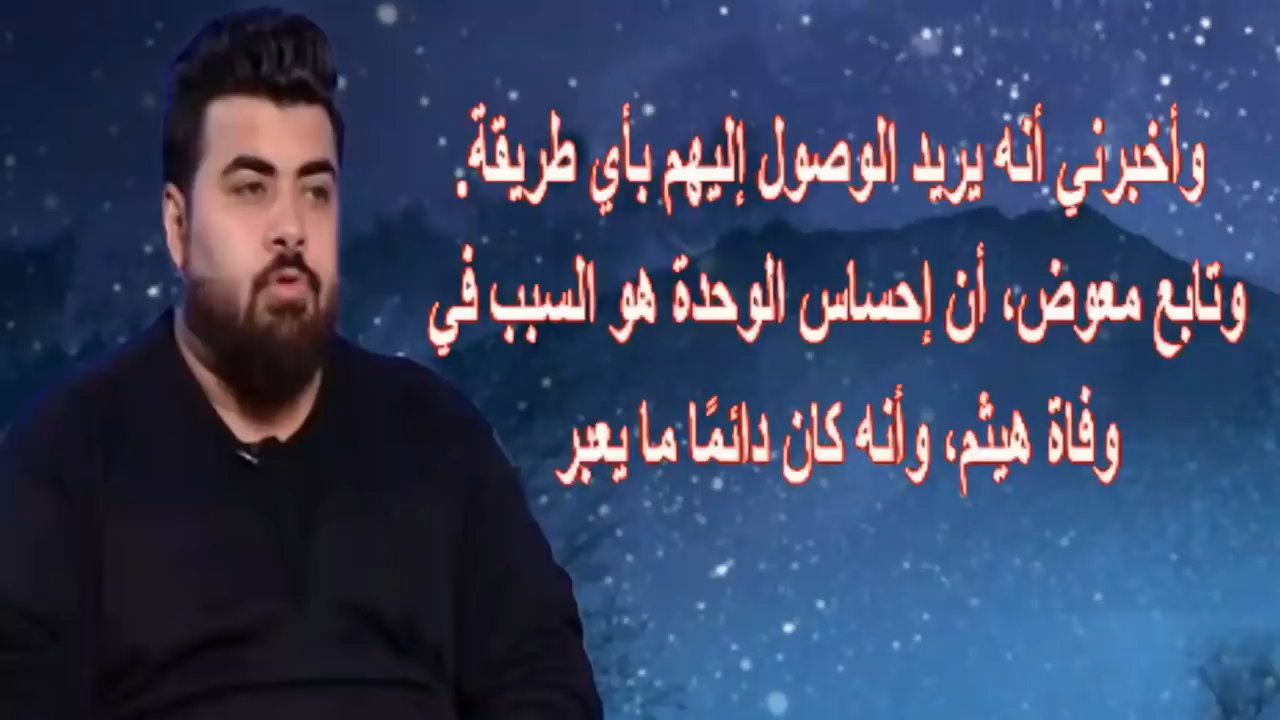 وأخبرني أنه يريد الوصول إليهم بأي طريقة.
وتابع معوض، أن إحساس الوحدة هو السبب في
وفاة هيثم، وأنه كان دائمًا ما يعبر